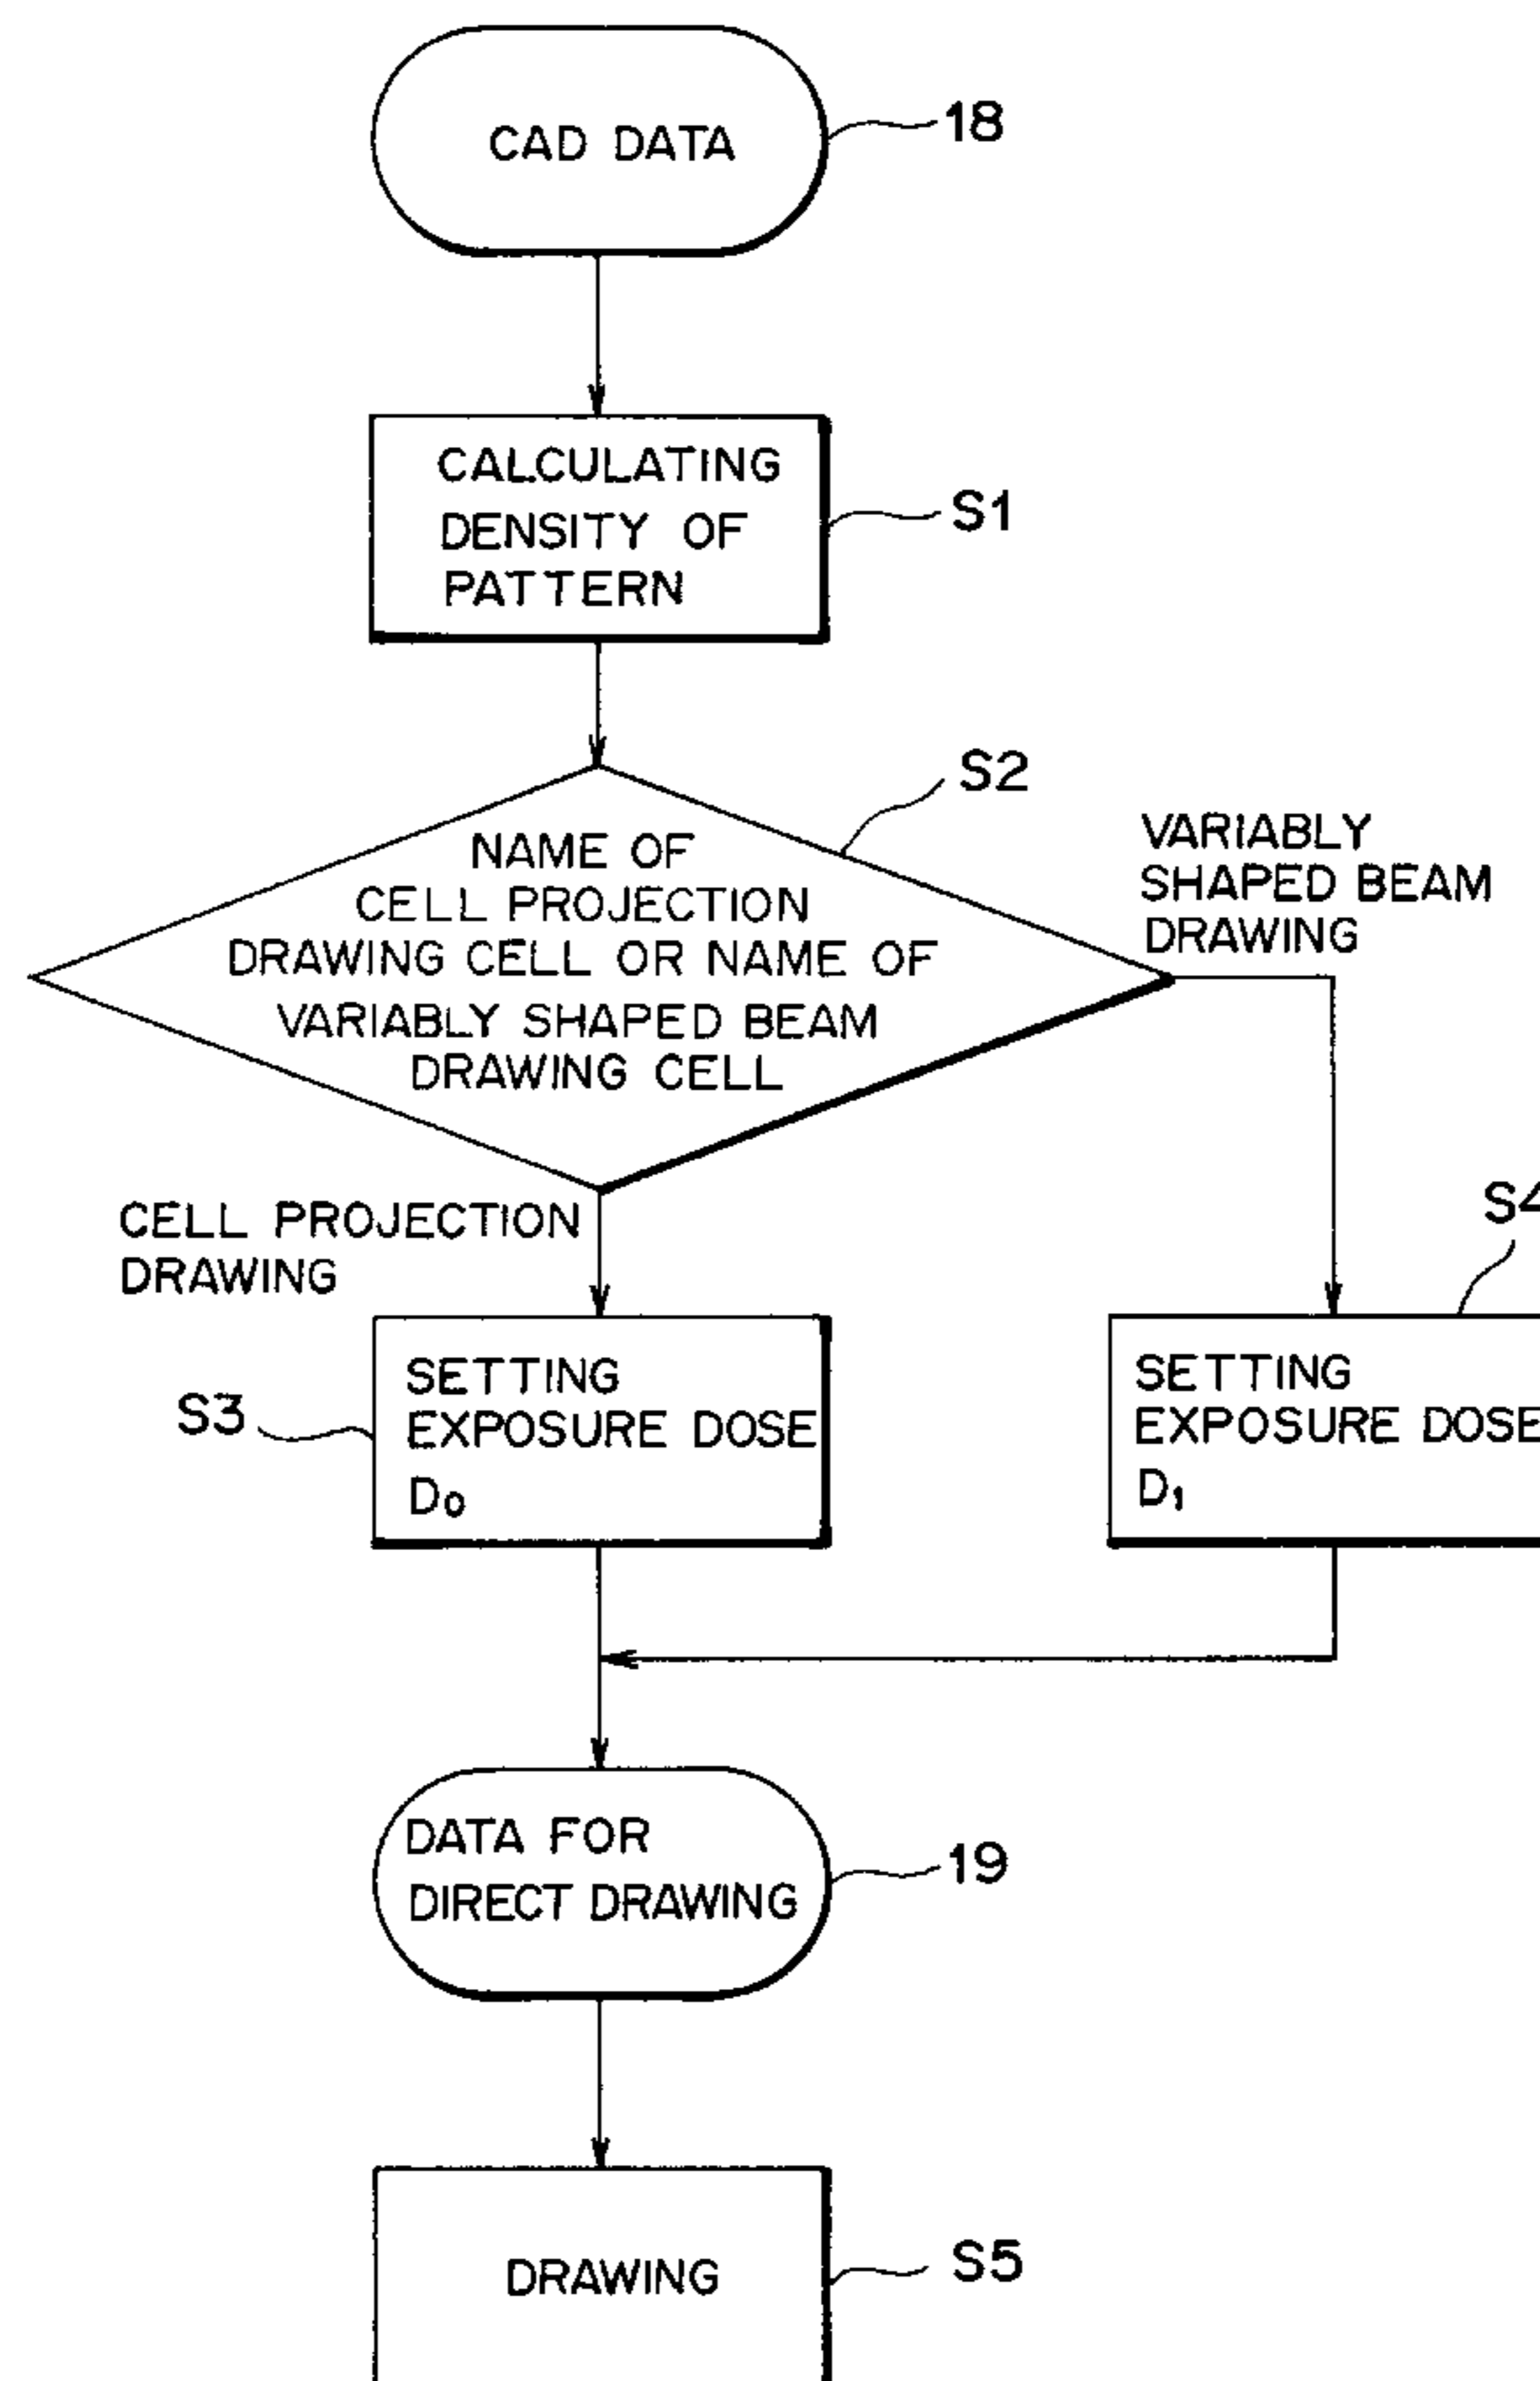 CAD DATA
18
CALCULATING
DENSITY OF
PATTERN
S1
S2
NAME OF
CELL PROJECTION
DRAWING CELL OR NAME OF
VARIABLY SHAPED BEAM
DRAWING CELL
VARIABLY
SHAPED BEAM
DRAWING
CELL PROJECTION
DRAWING
S4
S3
SETTING
EXPOSURE DOSE
D₀
SETTING
EXPOSURE DOSE
D₁
DATA FOR
DIRECT DRAWING
19
DRAWING
S5